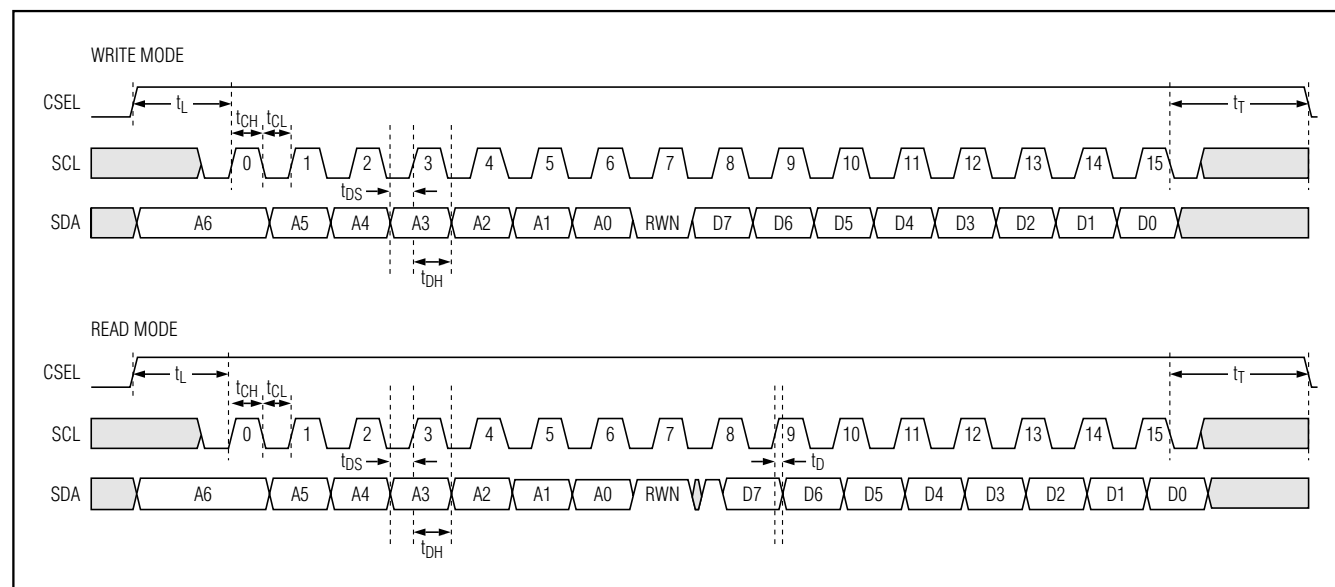 WRITE MODE
CSEL tL tT
tCH tCL
SCL 0 1 2 3 4 5 6 7 8 9 10 11 12 13 14 15
tDS
SDA A6 A5 A4 A3 A2 A1 A0 RWN D7 D6 D5 D4 D3 D2 D1 D0
tDH
READ MODE
CSEL tL tT
tCH tCL
SCL 0 1 2 3 4 5 6 7 8 9 10 11 12 13 14 15
tDS tD
SDA A6 A5 A4 A3 A2 A1 A0 RWN D7 D6 D5 D4 D3 D2 D1 D0
tDH